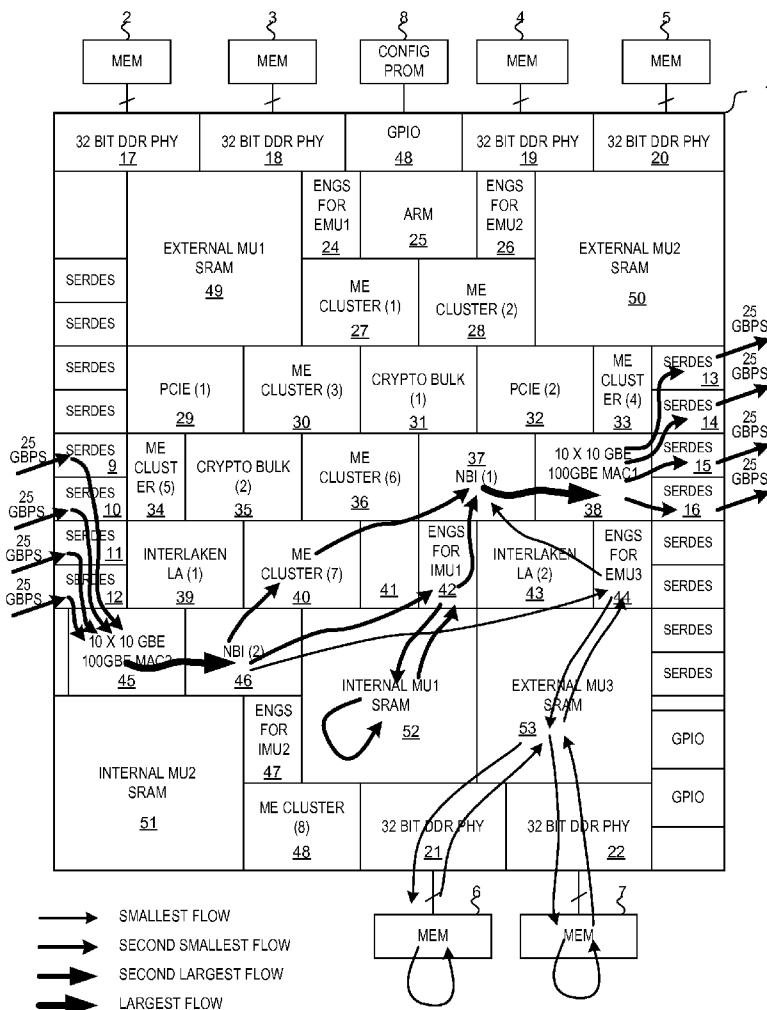 2
3
8
4
5
MEM
MEM
CONFIG
PROM
MEM
MEM
32 BIT DDR PHY
17
32 BIT DDR PHY
18
GPIO
48
32 BIT DDR PHY
19
32 BIT DDR PHY
20
EXTERNAL MU1
SRAM
49
ENGS
FOR
EMU1
24
ARM
25
ENGS
FOR
EMU2
26
EXTERNAL MU2
SRAM
50
SERDES
SERDES
ME
CLUSTER (1)
27
ME
CLUSTER (2)
28
SERDES
SERDES
PCIE (1)
29
ME
CLUSTER (3)
30
CRYPTO BULK
(1)
31
PCIE (2)
32
ME
CLUST
ER (4)
33
SERDES
13
SERDES
14
25
GBPS
25
GBPS
25
GBPS
SERDES
9
SERDES
10
25
GBPS
ME
CLUST
ER (5)
34
CRYPTO BULK
(2)
35
ME
CLUSTER (6)
36
37
NBI (1)
10 X 10 GBE
100GBE MAC1
38
SERDES
15
SERDES
16
25
GBPS
25
GBPS
25
GBPS
SERDES
11
SERDES
12
INTERLAKEN
LA (1)
39
ME
CLUSTER (7)
40
41
ENGS
FOR
IMU1
42
INTERLAKEN
LA (2)
43
ENGS
FOR
EMU3
44
SERDES
SERDES
25
GBPS
10 X 10 GBE
100GBE MAC2
45
NBI (2)
46
INTERNAL MU1
SRAM
52
EXTERNAL MU3
SRAM
53
SERDES
SERDES
INTERNAL MU2
SRAM
51
ENGS
FOR
IMU2
47
GPIO
GPIO
ME CLUSTER
(8)
48
32 BIT DDR PHY
21
32 BIT DDR PHY
22
6
7
MEM
MEM
SMALLEST FLOW
SECOND SMALLEST FLOW
SECOND LARGEST FLOW
LARGEST FLOW